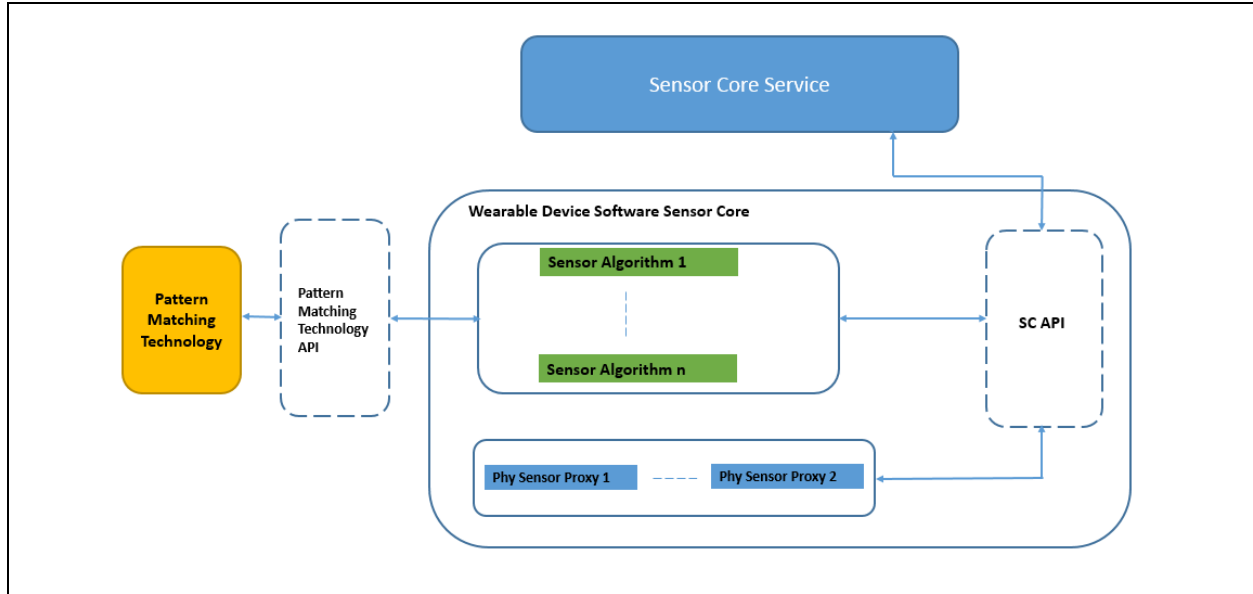 Sensor Core Service
Wearable Device Software Sensor Core
Sensor Algorithm 1
Pattern
Matching
Technology
Pattern
Matching
Technology
API
SC API
Sensor Algorithm n
Phy Sensor Proxy 1
Phy Sensor Proxy 2